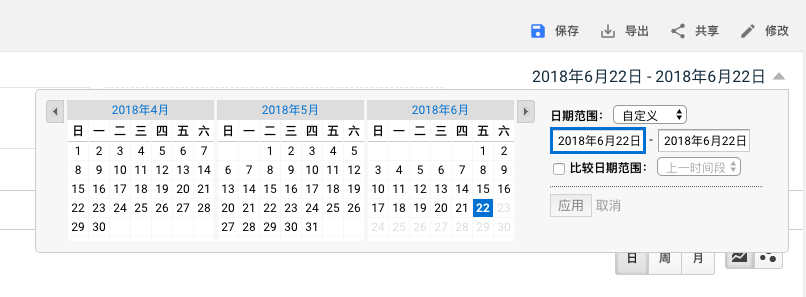 保存 导出 共享 修改
2018年6月22日 - 2018年6月22日
2018年4月 2018年5月 2018年6月
日 一 二 三 四 五 六 日 一 二 三 四 五 六 日 一 二 三 四 五 六
1 2 3 4 5 6 7 1 2 3 4 5 1 2
8 9 10 11 12 13 14 6 7 8 9 10 11 12 3 4 5 6 7 8 9
15 16 17 18 19 20 21 13 14 15 16 17 18 19 10 11 12 13 14 15 16
22 23 24 25 26 27 28 20 21 22 23 24 25 26 17 18 19 20 21 22 23
29 30 27 28 29 30 31 24 25 26 27 28 29 30
日期范围: 自定义
2018年6月22日 - 2018年6月22日
比较日期范围: 上一时间段
应用 取消
日 周 月